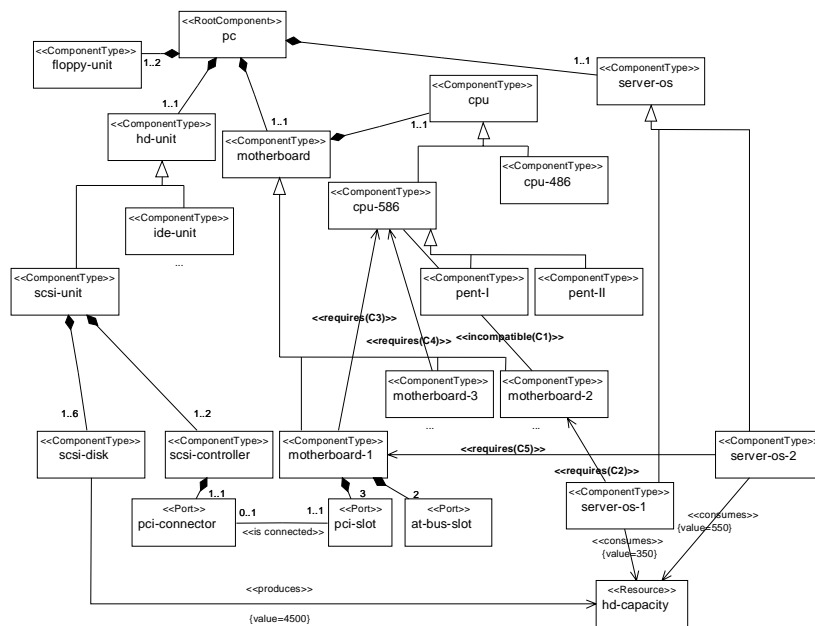 <<RootComponent>>
pc
<<ComponentType>>
floppy-unit
1..2
1..1
<<ComponentType>>
server-os
<<ComponentType>>
cpu
1..1
1..1
1..1
<<ComponentType>>
hd-unit
<<ComponentType>>
motherboard
<<ComponentType>>
cpu-486
<<ComponentType>>
cpu-586
<<ComponentType>>
ide-unit
...
<<ComponentType>>
scsi-unit
<<ComponentType>>
pent-I
<<ComponentType>>
pent-II
<<requires(C3)>>
<<incompatible(C1)>>
<<requires(C4)>>
<<ComponentType>>
motherboard-3
...
<<ComponentType>>
motherboard-2
...
1..6
1..2
<<ComponentType>>
scsi-disk
<<ComponentType>>
scsi-controller
<<ComponentType>>
motherboard-1
<<requires(C5)>>
<<ComponentType>>
server-os-2
<<requires(C2)>>
1..1
3
2
<<ComponentType>>
server-os-1
<<Port>>
pci-connector
0..1
1..1
<<is connected>>
<<Port>>
pci-slot
<<Port>>
at-bus-slot
<<consumes>>
{value=550}
<<consumes>>
{value=350}
<<produces>>
{value=4500}
<<Resource>>
hd-capacity